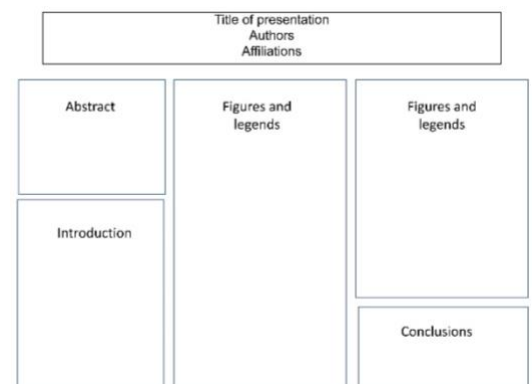 Title of presentation
Authors
Affiliations
Abstract
Introduction
Figures and
legends
Figures and
legends
Conclusions